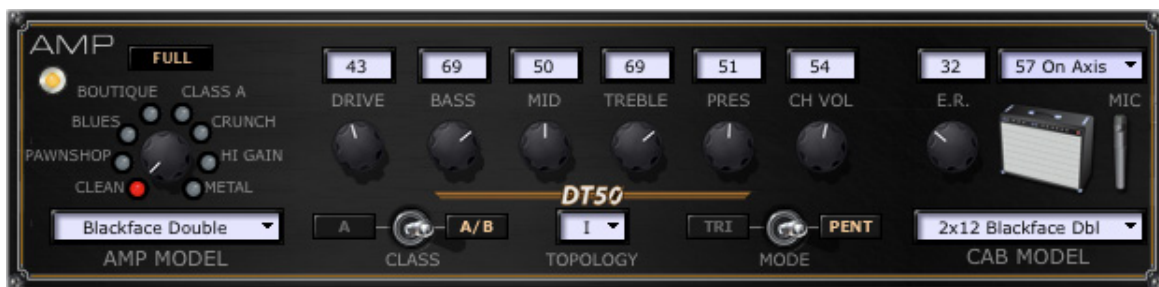 AMP
FULL
43 69 50 69 51 54 32 57 On Axis
DRIVE BASS MID TREBLE PRES CH VOL E.R. MIC
BOUTIQUE CLASS A
BLUES CRUNCH
PAWNSHOP HI GAIN
CLEAN METAL
DT50
Blackface Double A A/B I TRI PENT 2x12 Blackface Dbl
AMP MODEL CLASS TOPOLOGY MODE CAB MODEL